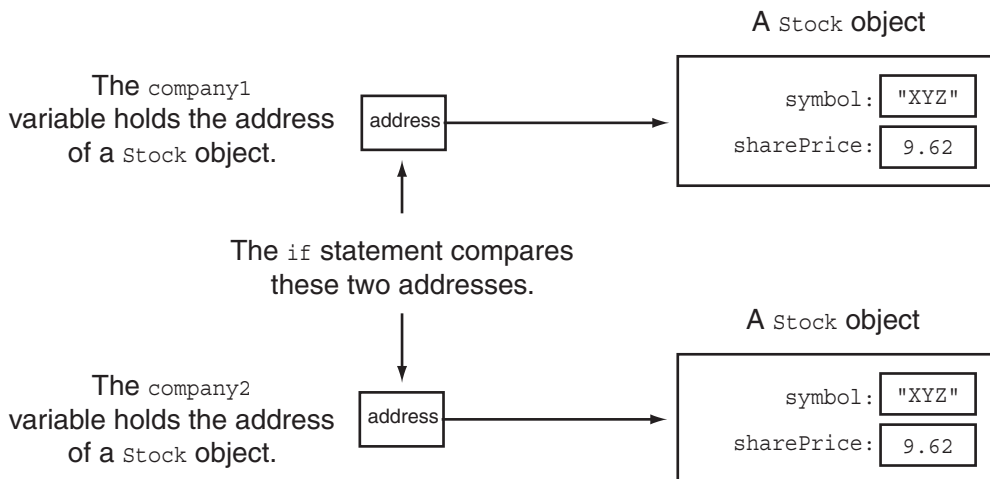 A Stock object
The company1
variable holds the address
of a Stock object.
address
symbol: "XYZ"
sharePrice: 9.62
The if statement compares
these two addresses.
A Stock object
The company2
variable holds the address
of a Stock object.
address
symbol: "XYZ"
sharePrice: 9.62